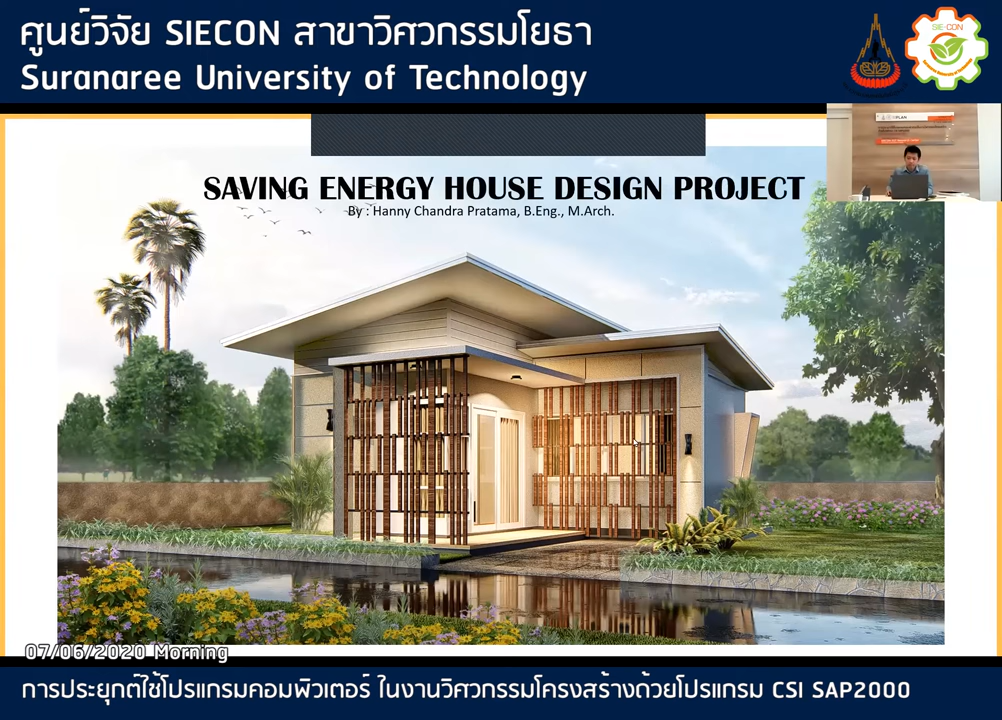 ศูนย์วิจัย SIECON สาขาวิศวกรรมโยธา
Suranaree University of Technology
SIE-CON
SAVING ENERGY HOUSE DESIGN PROJECT
By : Hanny Chandra Pratama, B.Eng., M.Arch.
07/06/2020 Morning
การประยุกต์ใช้โปรแกรมคอมพิวเตอร์ ในงานวิศวกรรมโครงสร้างด้วยโปรแกรม CSI SAP2000